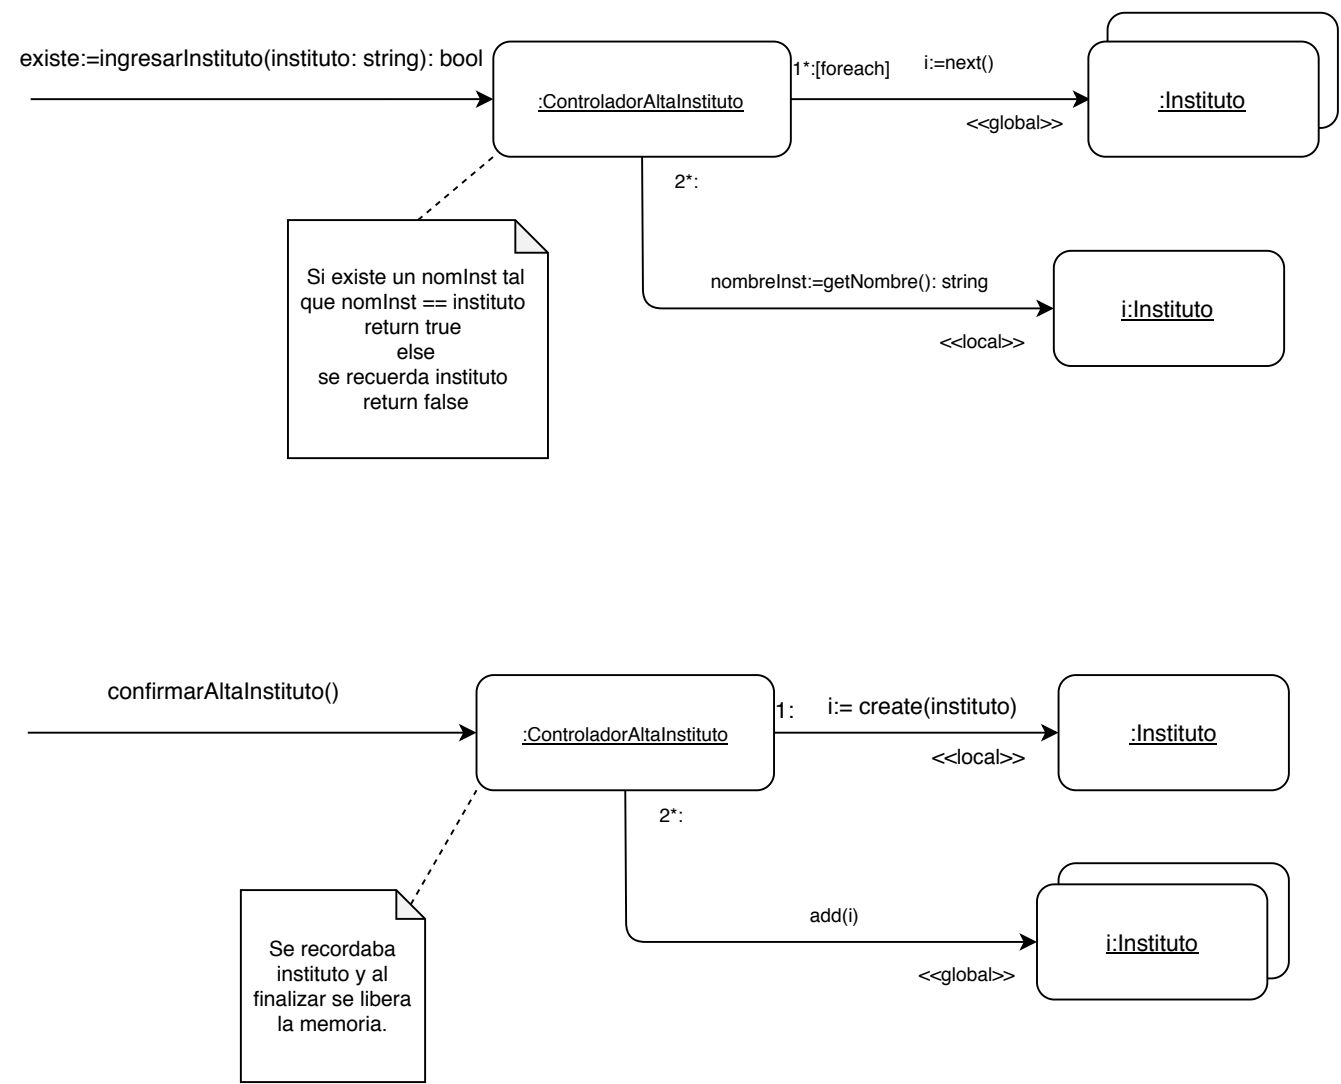 existe:=ingresarInstituto(instituto: string): bool
:ControladorAltaInstituto
1*:[foreach]
i:=next()
<<global>>
:Instituto
2*:
nombreInst:=getNombre(): string
<<local>>
i:Instituto
Si existe un nomInst tal
que nomInst == instituto
return true
else
se recuerda instituto
return false
confirmarAltaInstituto()
:ControladorAltaInstituto
1:
i:= create(instituto)
<<local>>
:Instituto
2*:
add(i)
<<global>>
i:Instituto
Se recordaba
instituto y al
finalizar se libera
la memoria.